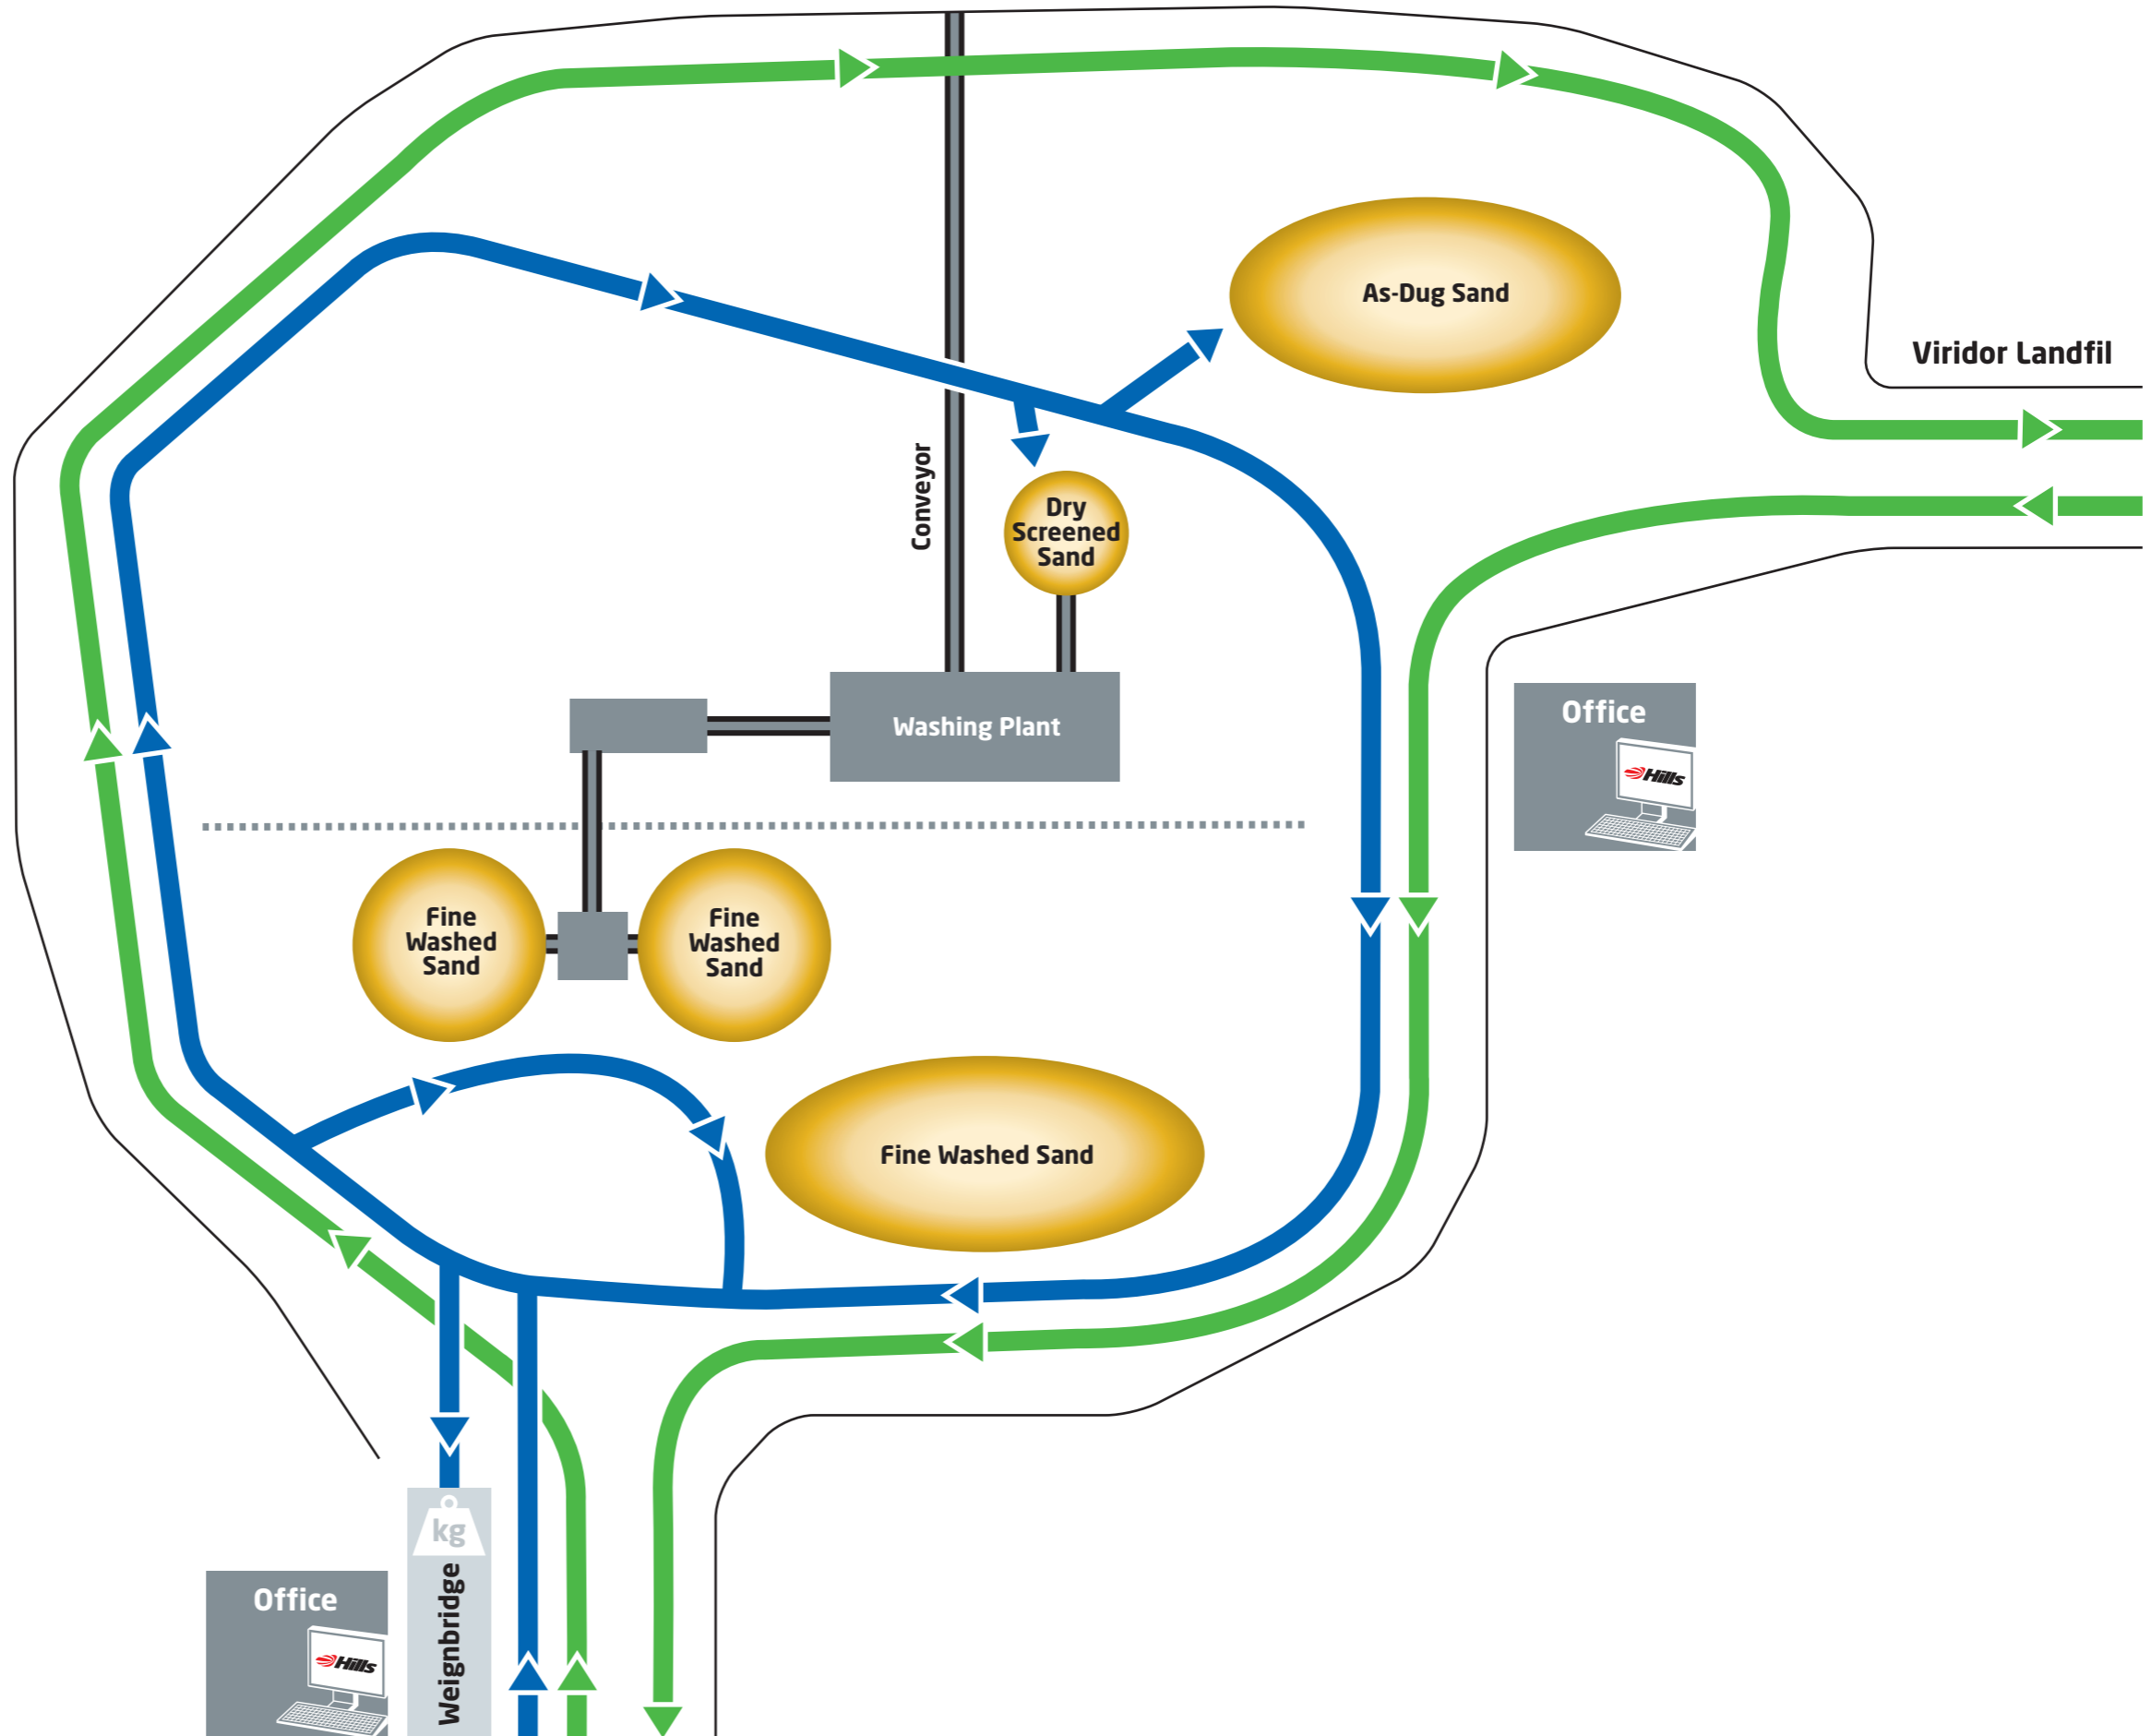 As-Dug Sand
Viridor Landfil
Conveyor
Dry
Screened
Sand
Washing Plant
Office
Hills
Fine
Washed
Sand
Fine
Washed
Sand
Fine Washed Sand
kg
Weignbridge
Office
Hills